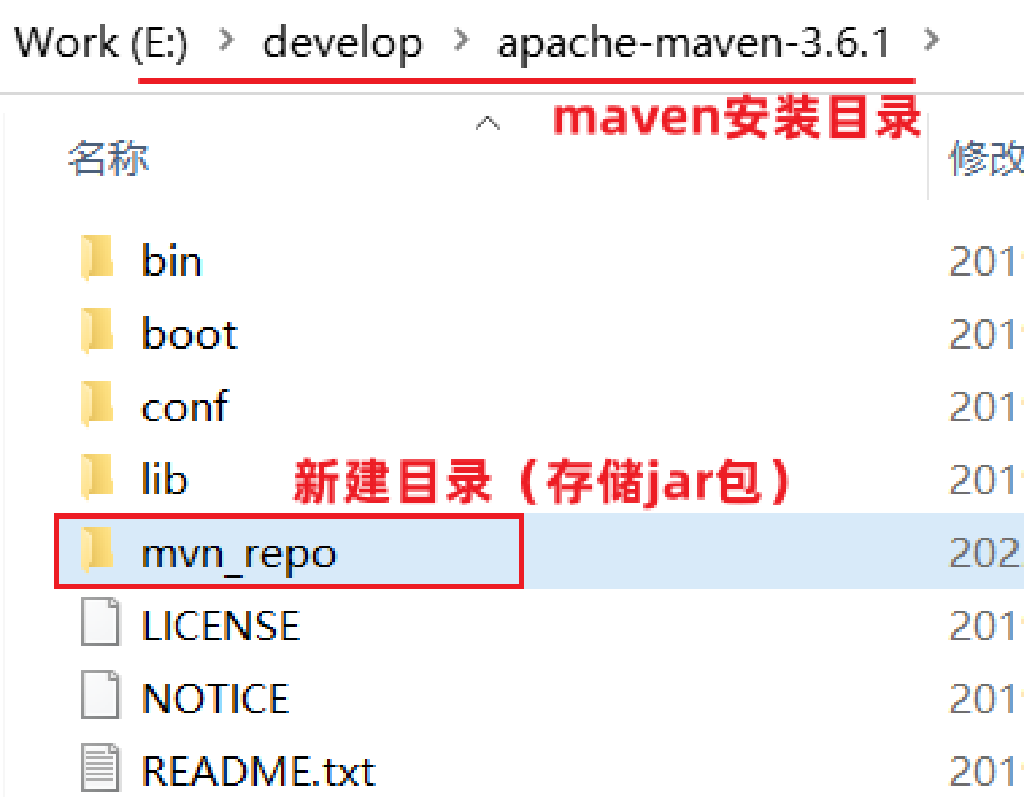 Work (E:) > develop > apache-maven-3.6.1 >
maven安装目录
名称 修改
bin 201
boot 201
conf 201
新建目录（存储jar包）
lib 201
mvn_repo 202
LICENSE 201
NOTICE 201
README.txt 201